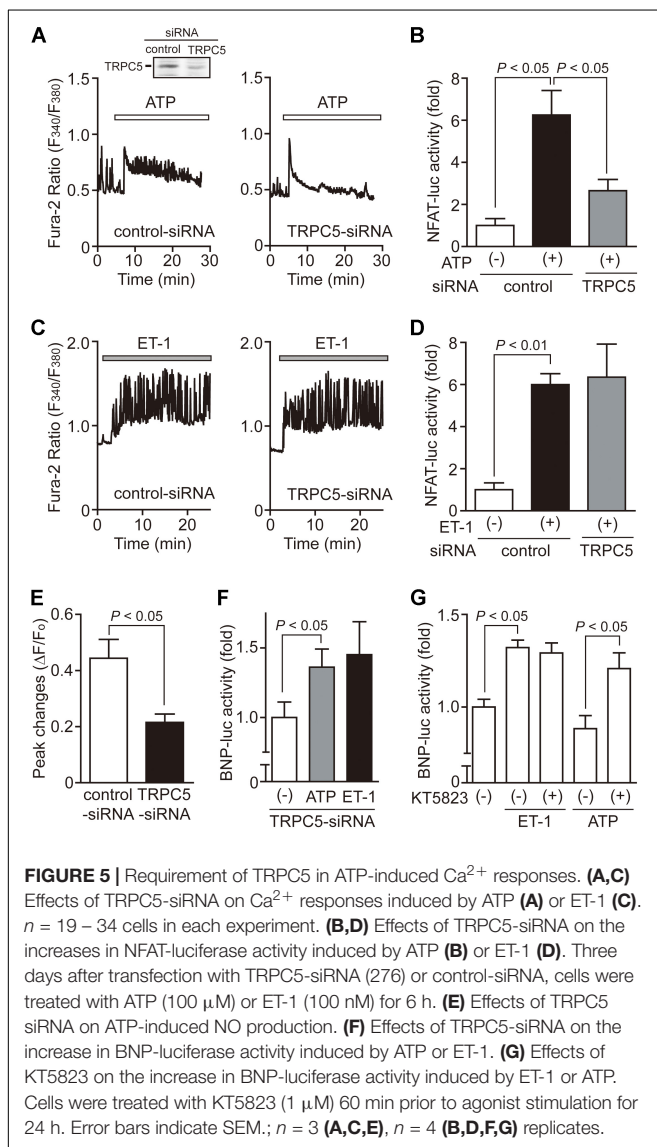 A
siRNA
control TRPC5
TRPC5
ATP
Fura-2 Ratio (F340/F380)
1.5
1.0
0.5
0
control-siRNA
0 10 20 30
Time (min)
ATP
1.5
1.0
0.5
0
TRPC5-siRNA
0 10 20 30
Time (min)
B
P < 0.05
P < 0.05
NFAT-luc activity (fold)
8
6
4
2
0
ATP (-) (+) (+)
siRNA control TRPC5
C
ET-1
Fura-2 Ratio (F340/F380)
2.0
1.0
0
control-siRNA
0 10 20
Time (min)
ET-1
2.0
1.0
0
TRPC5-siRNA
0 10 20
Time (min)
D
P < 0.01
NFAT-luc activity (fold)
8
6
4
2
0
ET-1 (-) (+) (+)
siRNA control TRPC5
E
P < 0.05
Peak changes (ΔF/F0)
0.6
0.4
0.2
0
control TRPC5
-siRNA -siRNA
F
P < 0.05
BNP-luc activity (fold)
1.5
1.0
0
(-) ATP ET-1
TRPC5-siRNA
G
P < 0.05
P < 0.05
BNP-luc activity (fold)
1.5
1.0
0
KT5823 (-) (-) (+) (-) (+)
ET-1 ATP
FIGURE 5 | Requirement of TRPC5 in ATP-induced Ca2+ responses. (A,C)
Effects of TRPC5-siRNA on Ca2+ responses induced by ATP (A) or ET-1 (C).
n = 19 – 34 cells in each experiment. (B,D) Effects of TRPC5-siRNA on the
increases in NFAT-luciferase activity induced by ATP (B) or ET-1 (D). Three
days after transfection with TRPC5-siRNA (276) or control-siRNA, cells were
treated with ATP (100 μM) or ET-1 (100 nM) for 6 h. (E) Effects of TRPC5
siRNA on ATP-induced NO production. (F) Effects of TRPC5-siRNA on the
increase in BNP-luciferase activity induced by ATP or ET-1. (G) Effects of
KT5823 on the increase in BNP-luciferase activity induced by ET-1 or ATP.
Cells were treated with KT5823 (1 μM) 60 min prior to agonist stimulation for
24 h. Error bars indicate SEM.; n = 3 (A,C,E), n = 4 (B,D,F,G) replicates.